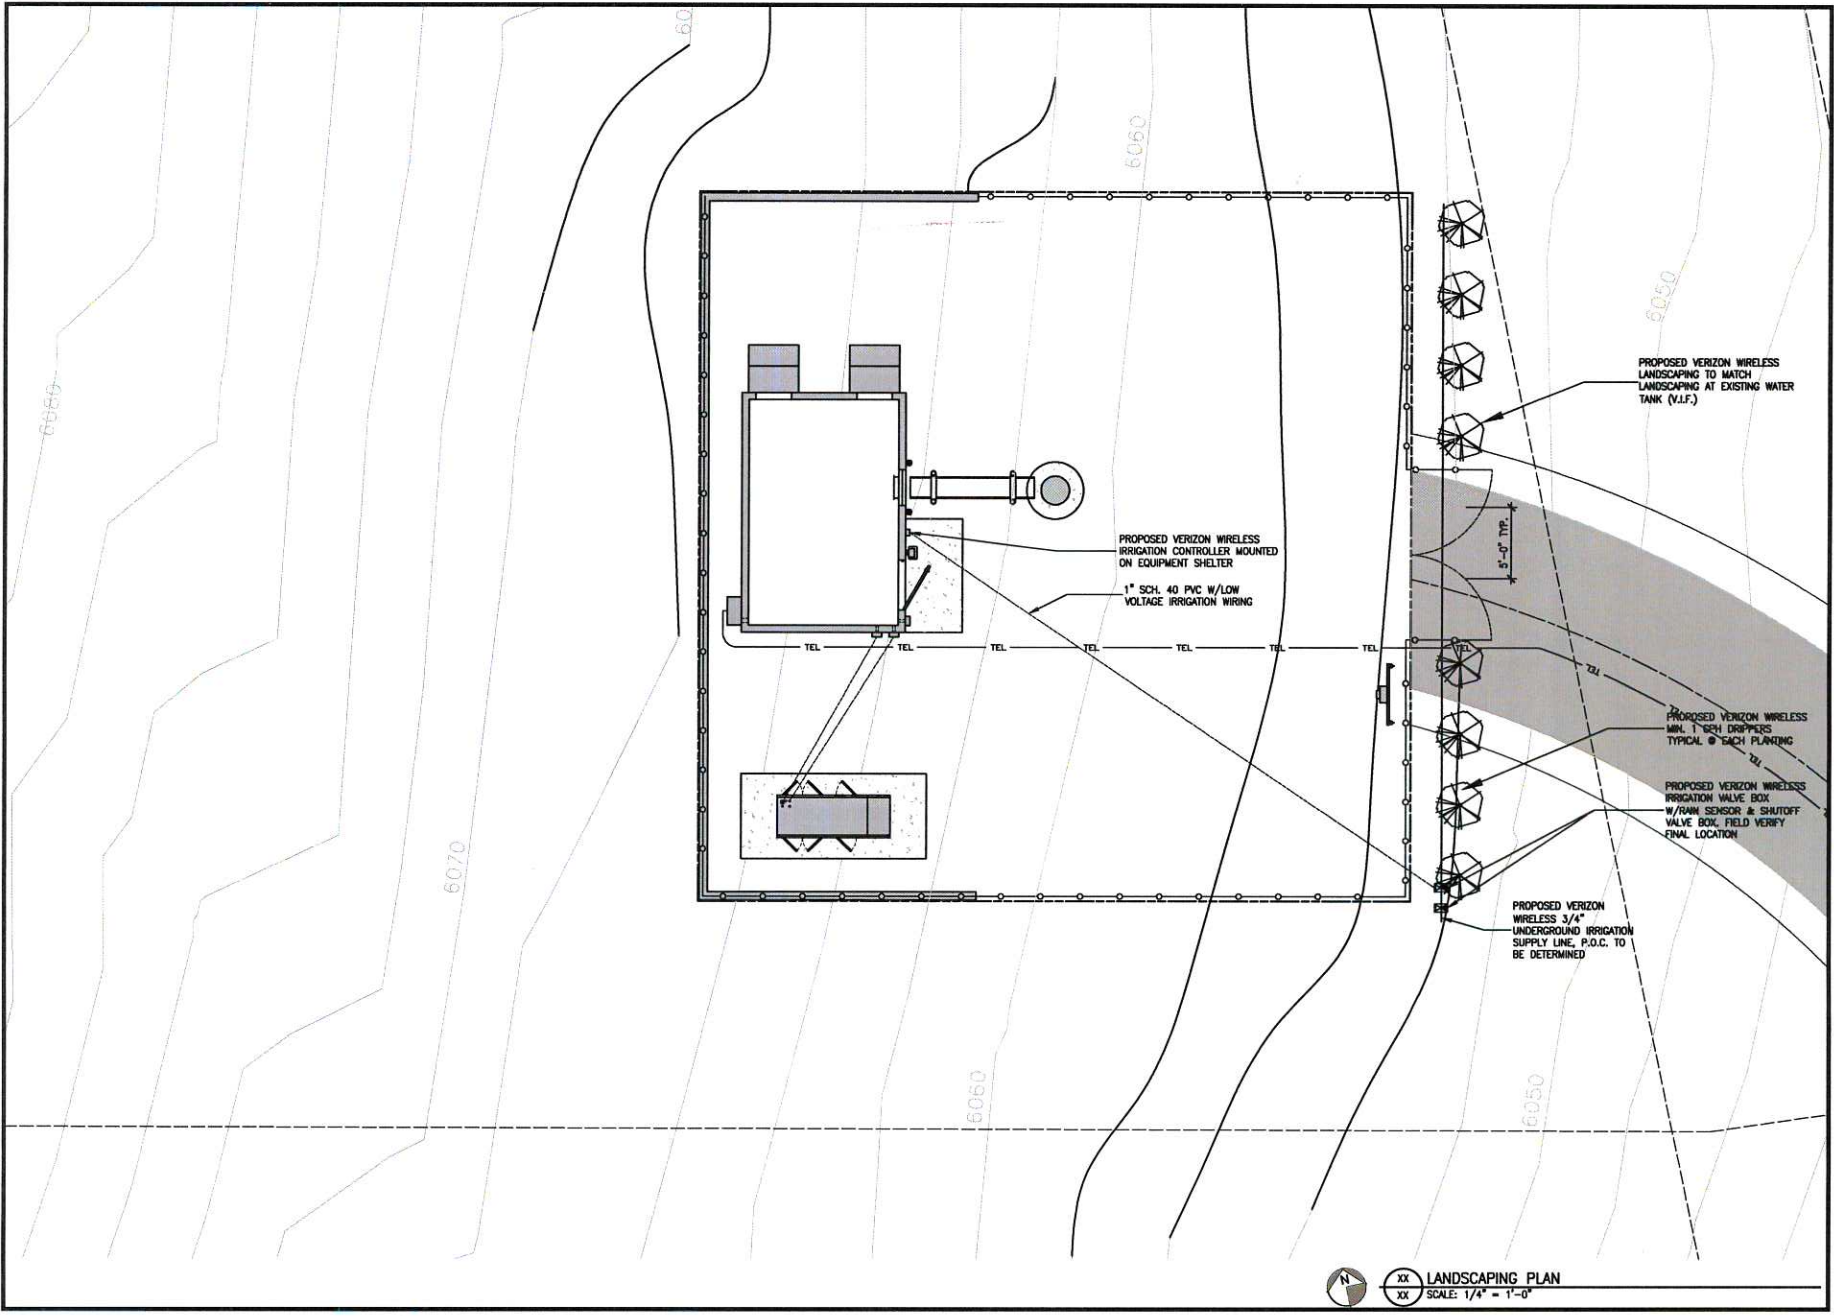 60
6060
6050
6080
PROPOSED VERIZON WIRELESS
LANDSCAPING TO MATCH
LANDSCAPING AT EXISTING WATER
TANK (V.I.F.)
PROPOSED VERIZON WIRELESS
IRRIGATION CONTROLLER MOUNTED
ON EQUIPMENT SHELTER
5'-0" TYP.
1" SCH. 40 PVC W/LOW
VOLTAGE IRRIGATION WIRING
TEL TEL TEL TEL TEL TEL TEL TEL
TEL
TEL
TEL
PROPOSED VERIZON WIRELESS
MIN. 1 GPH DRIPPERS
TYPICAL @ EACH PLANTING
PROPOSED VERIZON WIRELESS
IRRIGATION VALVE BOX
W/RAIN SENSOR & SHUTOFF
VALVE BOX, FIELD VERIFY
FINAL LOCATION
6070
PROPOSED VERIZON
WIRELESS 3/4"
UNDERGROUND IRRIGATION
SUPPLY LINE, P.O.C. TO
BE DETERMINED
6060
6050
N
XX
XX
LANDSCAPING PLAN
SCALE: 1/4" = 1'-0"